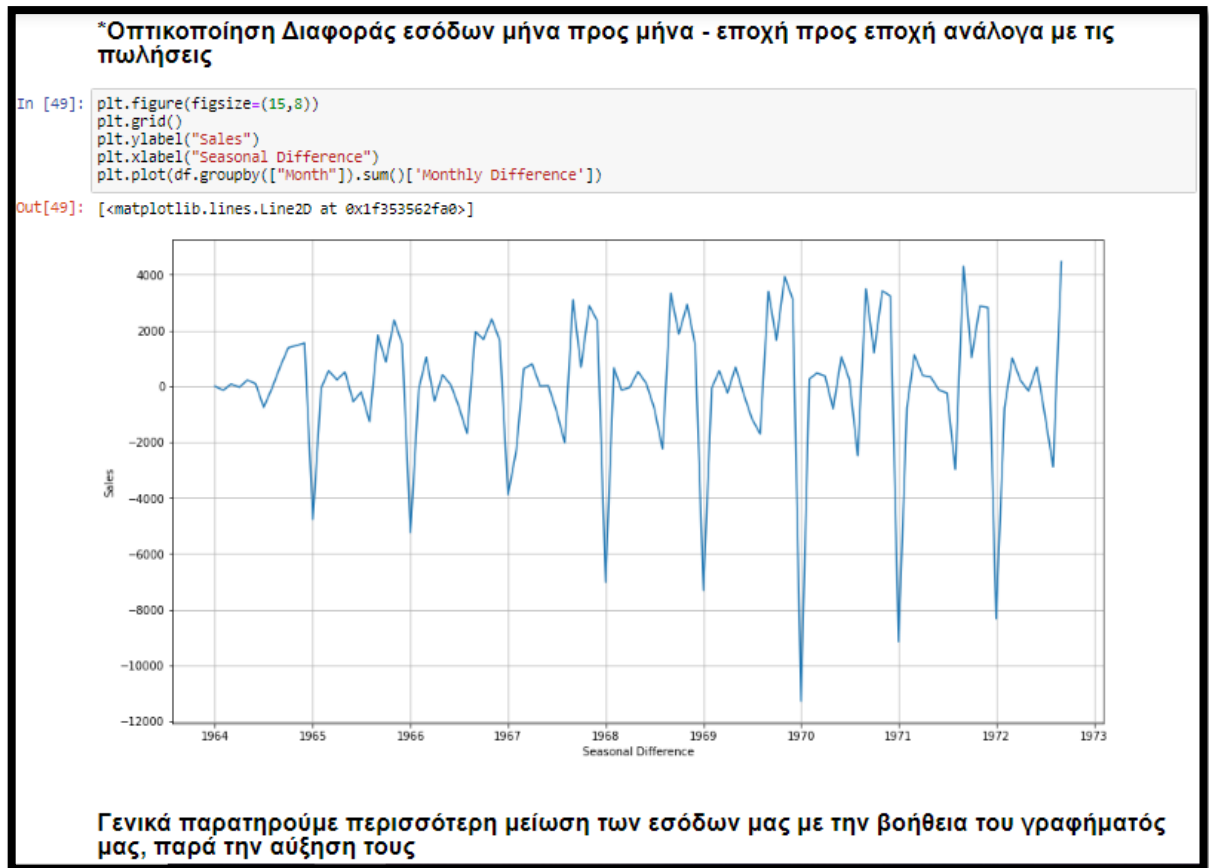 *Οπτικοποίηση Διαφοράς εσόδων μήνα προς μήνα - εποχή προς εποχή ανάλογα με τις
πωλήσεις
In [49]: plt.figure(figsize=(15,8))
plt.grid()
plt.ylabel("Sales")
plt.xlabel("Seasonal Difference")
plt.plot(df.groupby(["Month"]).sum()['Monthly Difference'])
Out[49]: [<matplotlib.lines.Line2D at 0x1f353562fa0>]
4000
2000
0
−2000
−4000
−6000
−8000
−10000
−12000
Sales
1964 1965 1966 1967 1968 1969 1970 1971 1972 1973
Seasonal Difference
Γενικά παρατηρούμε περισσότερη μείωση των εσόδων μας με την βοήθεια του γραφήματός
μας, παρά την αύξηση τους